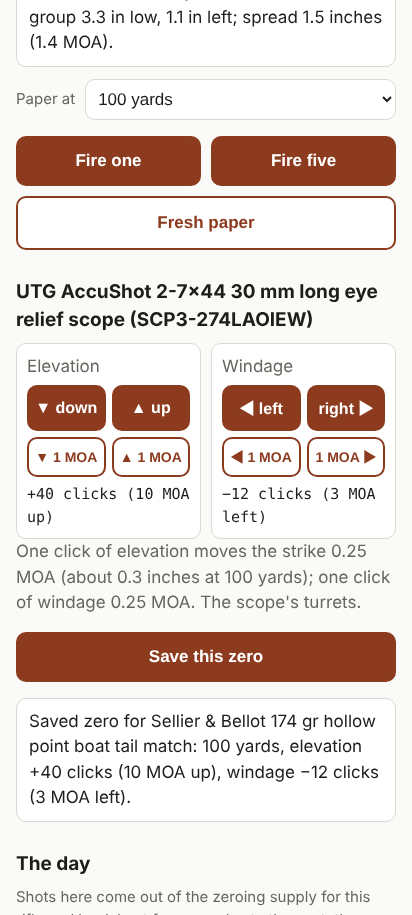 group 3.3 in low, 1.1 in left; spread 1.5 inches
(1.4 MOA).
Paper at
100 yards
Fire one
Fire five
Fresh paper
UTG AccuShot 2-7×44 30 mm long eye
relief scope (SCP3-274LAOIEW)
Elevation
▼ down
▲ up
▼ 1 MOA
▲ 1 MOA
+40 clicks (10 MOA
up)
Windage
◀ left
right ▶
◀ 1 MOA
1 MOA ▶
−12 clicks (3 MOA
left)
One click of elevation moves the strike 0.25
MOA (about 0.3 inches at 100 yards); one click
of windage 0.25 MOA. The scope's turrets.
Save this zero
Saved zero for Sellier & Bellot 174 gr hollow
point boat tail match: 100 yards, elevation
+40 clicks (10 MOA up), windage −12 clicks
(3 MOA left).
The day
Shots here come out of the zeroing supply for this